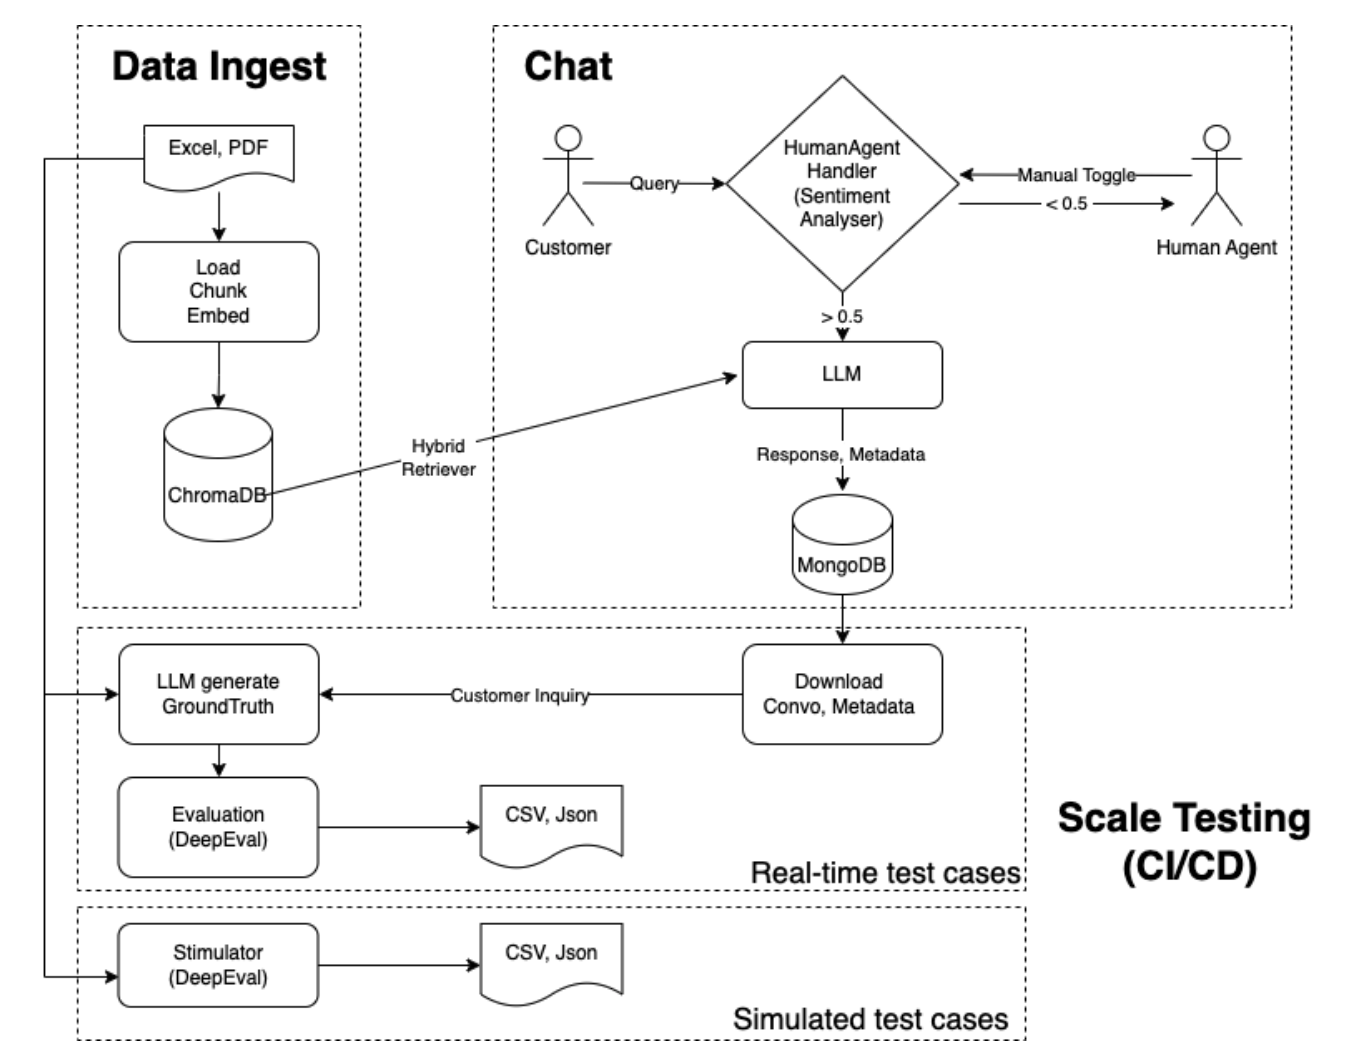 Data Ingest
Excel, PDF
Load
Chunk
Embed
ChromaDB
Hybrid
Retriever
Chat
Customer
Query
HumanAgent
Handler
(Sentiment
Analyser)
Manual Toggle
< 0.5
Human Agent
> 0.5
LLM
Response, Metadata
MongoDB
LLM generate
GroundTruth
Customer Inquiry
Download
Convo, Metadata
Evaluation
(DeepEval)
CSV, Json
Real-time test cases
Scale Testing
(CI/CD)
Stimulator
(DeepEval)
CSV, Json
Simulated test cases